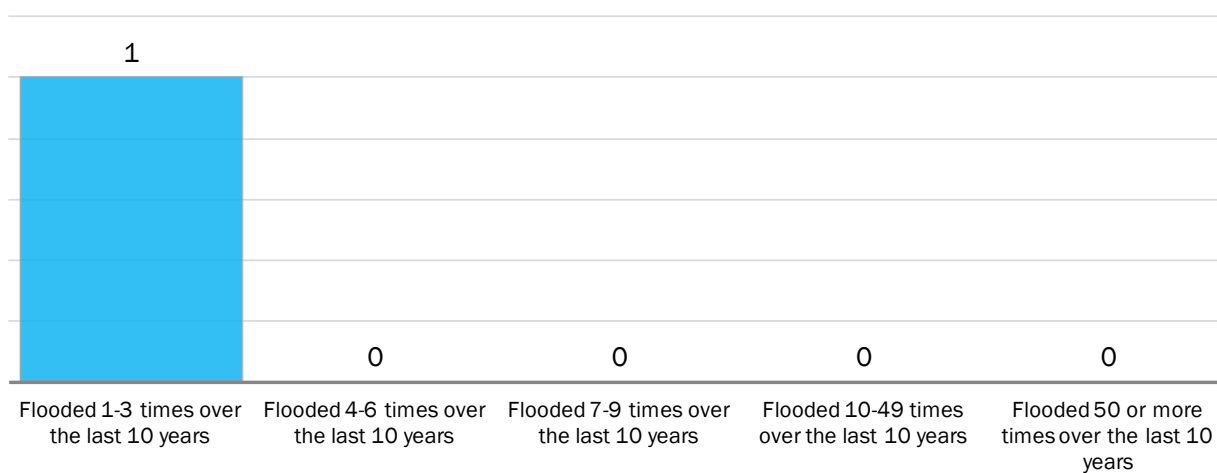 1
0
0
0
0
Flooded 1-3 times over
the last 10 years
Flooded 4-6 times over
the last 10 years
Flooded 7-9 times over
the last 10 years
Flooded 10-49 times
over the last 10 years
Flooded 50 or more
times over the last 10
years